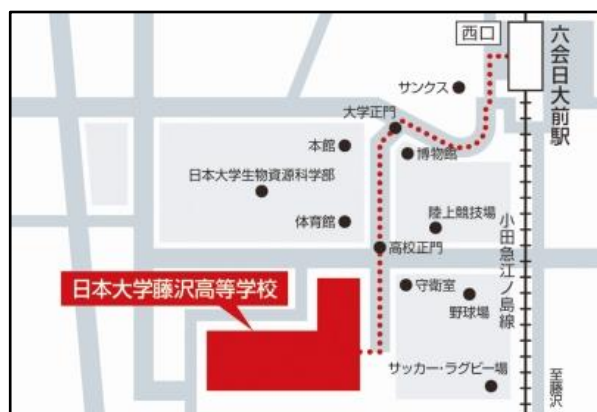 西口
六会日大前駅
サンクス
大学正門
本館
博物館
日本大学生物資源科学部
体育館
陸上競技場
高校正門
小田急江ノ島線
日本大学藤沢高等学校
守衛室
野球場
サッカー・ラグビー場
至藤沢